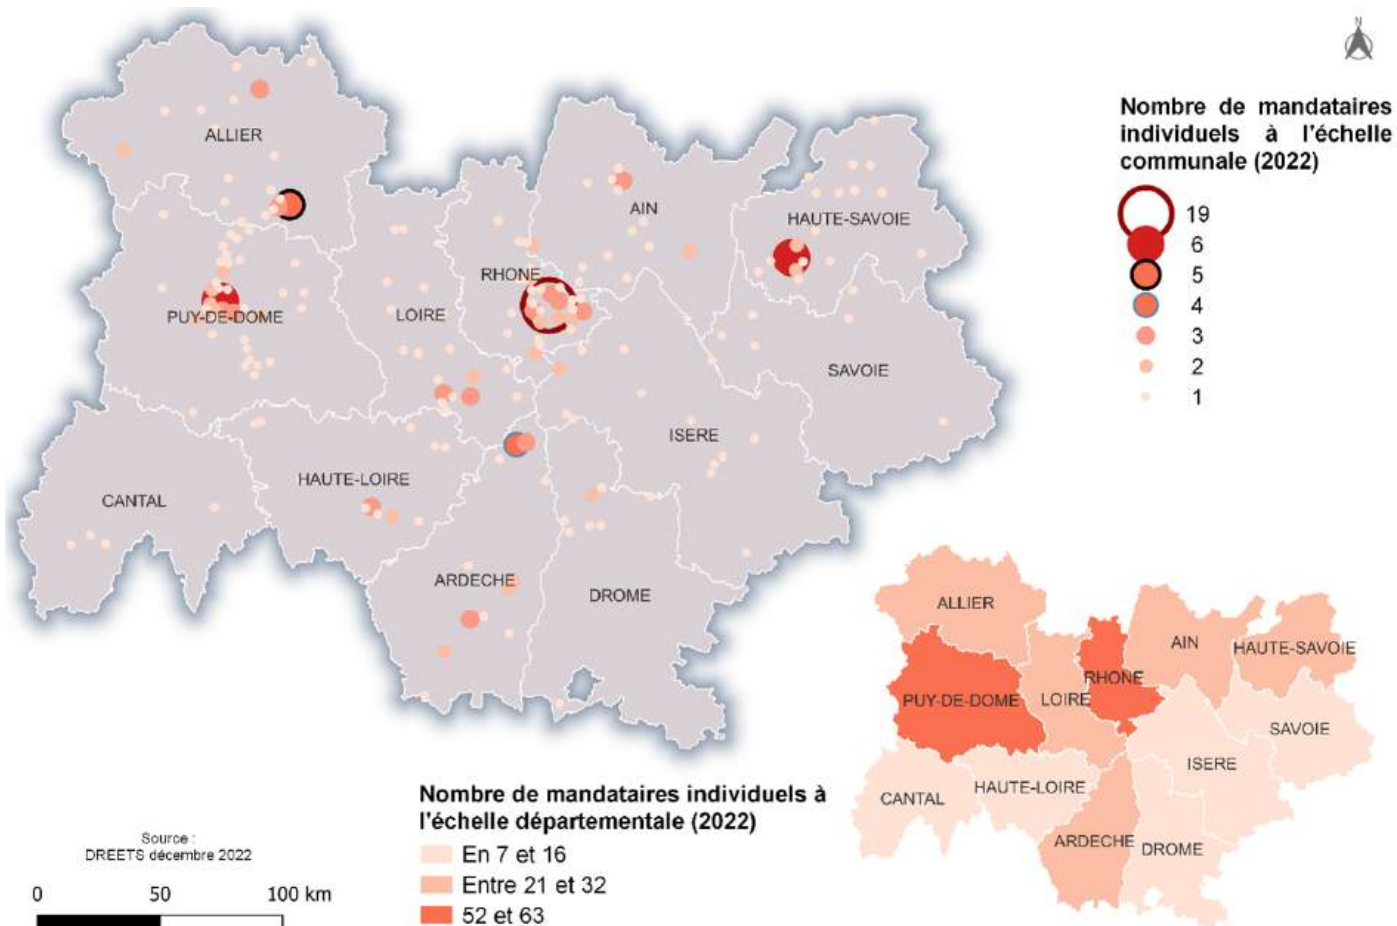 N
Nombre de mandataires
individuels à l'échelle
communale (2022)
19
6
5
4
3
2
1
ALLIER
AIN
HAUTE-SAVOIE
RHONE
PUY-DE-DOME
LOIRE
SAVOIE
ISERE
HAUTE-LOIRE
CANTAL
ARDECHE
DROME
ALLIER
AIN
HAUTE-SAVOIE
RHONE
PUY-DE-DOME
LOIRE
SAVOIE
ISERE
HAUTE-LOIRE
CANTAL
ARDECHE
DROME
Nombre de mandataires individuels à
l'échelle départementale (2022)
En 7 et 16
Entre 21 et 32
52 et 63
Source :
DREETS décembre 2022
0 50 100 km